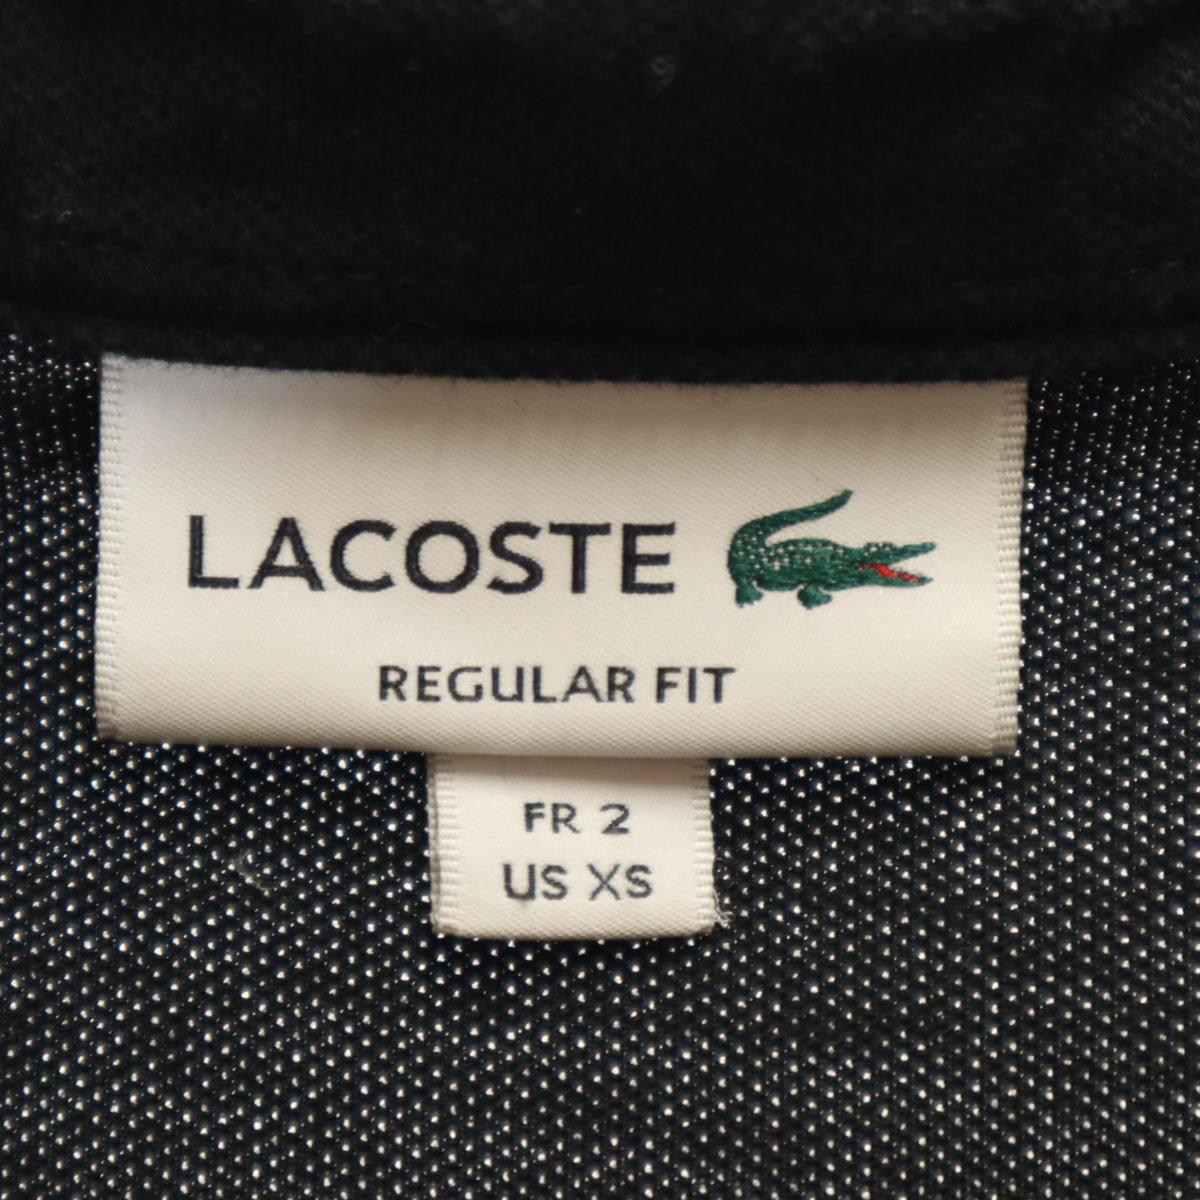 LACOSTE
REGULAR FIT
FR 2
US XS